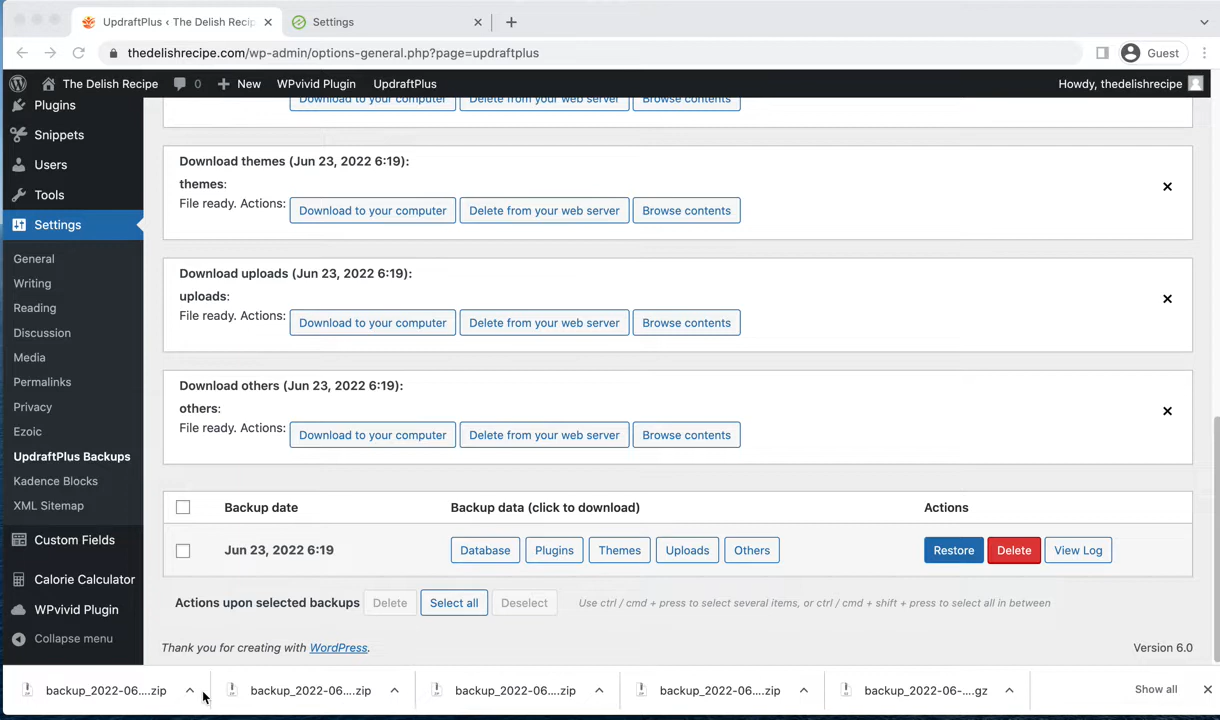 UpdraftPlus ‹ The Delish Recip
Settings
thedelishrecipe.com/wp-admin/options-general.php?page=updraftplus
Guest
The Delish Recipe
0
New
WPvivid Plugin
UpdraftPlus
Howdy, thedelishrecipe
Plugins
Snippets
Users
Tools
Settings
General
Writing
Reading
Discussion
Media
Permalinks
Privacy
Ezoic
UpdraftPlus Backups
Kadence Blocks
XML Sitemap
Custom Fields
Calorie Calculator
WPvivid Plugin
Collapse menu
Download to your computer Delete from your web server Browse contents
Download themes (Jun 23, 2022 6:19):
themes:
File ready. Actions: Download to your computer Delete from your web server Browse contents
Download uploads (Jun 23, 2022 6:19):
uploads:
File ready. Actions: Download to your computer Delete from your web server Browse contents
Download others (Jun 23, 2022 6:19):
others:
File ready. Actions: Download to your computer Delete from your web server Browse contents
Backup date Backup data (click to download) Actions
Jun 23, 2022 6:19 Database Plugins Themes Uploads Others Restore Delete View Log
Actions upon selected backups Delete Select all Deselect Use ctrl / cmd + press to select several items, or ctrl / cmd + shift + press to select all in between
Thank you for creating with WordPress. Version 6.0
backup_2022-06....zip
backup_2022-06....zip
backup_2022-06....zip
backup_2022-06....zip
backup_2022-06-....gz
Show all